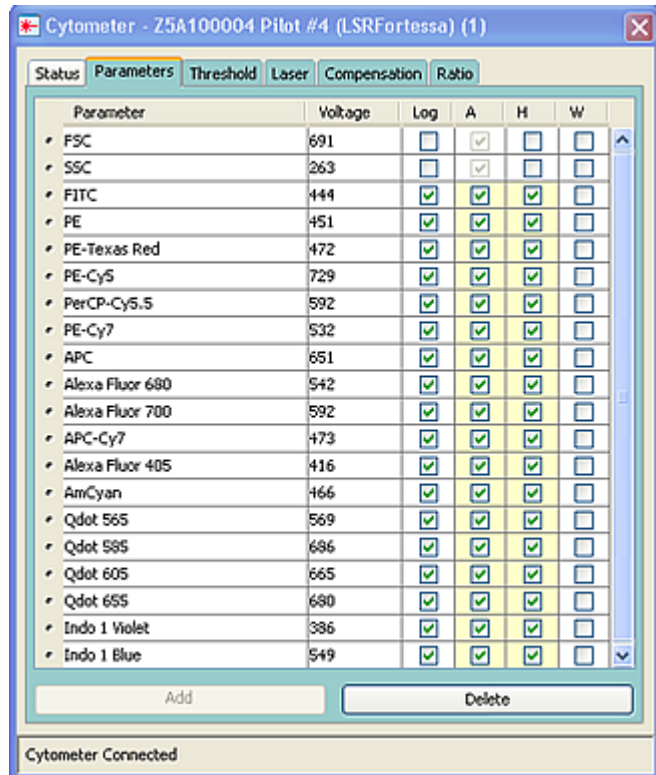 Cytometer - Z5A100004 Pilot #4 (LSRFortessa) (1)
Status Parameters Threshold Laser Compensation Ratio
Parameter Voltage Log A H W
FSC 691
SSC 263
FITC 444
PE 451
PE-Texas Red 472
PE-Cy5 729
PerCP-Cy5.5 592
PE-Cy7 532
APC 651
Alexa Fluor 680 542
Alexa Fluor 700 592
APC-Cy7 473
Alexa Fluor 405 416
AmCyan 466
Qdot 565 569
Qdot 585 686
Qdot 605 665
Qdot 655 680
Indo 1 Violet 386
Indo 1 Blue 549
Add Delete
Cytometer Connected